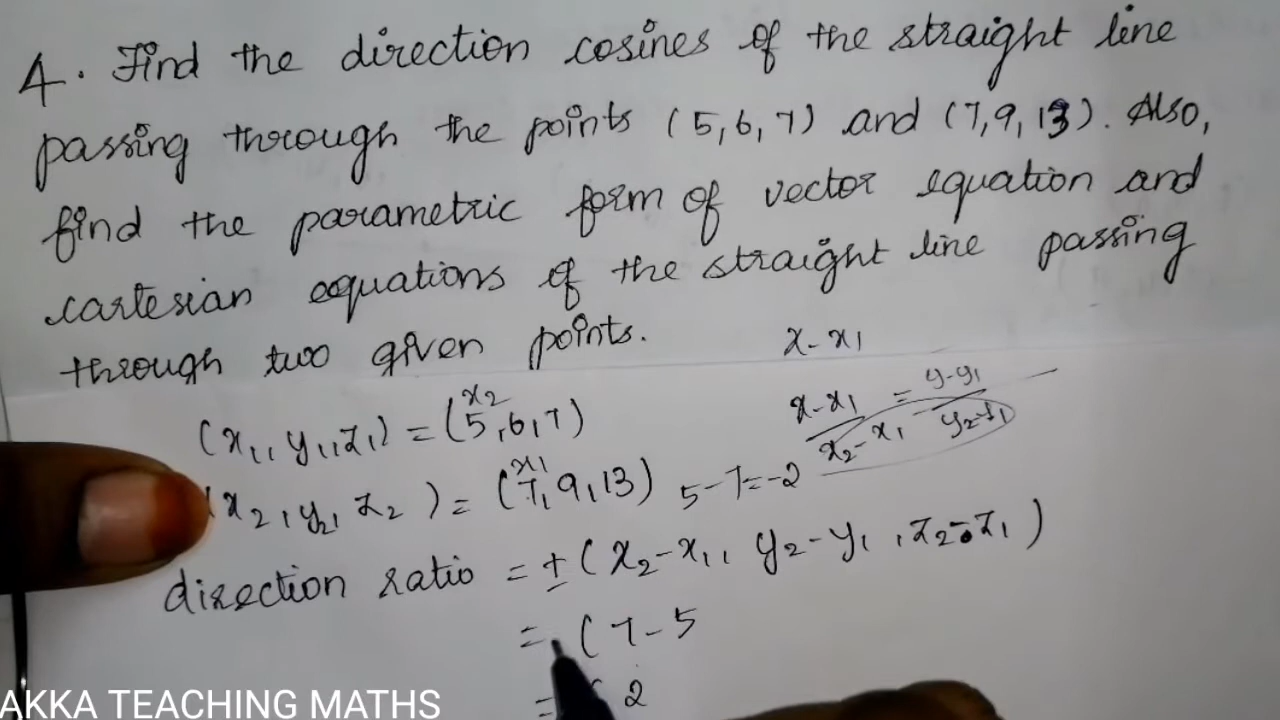 4. Find the direction cosines of the straight line
passing through the points (5,6,7) and (7,9,13). Also,
find the parametric form of vector equation and
cartesian equations of the straight line passing
through two given points.
x-x1
x-x1 / x2-x1 = y-y1 / y2-y1
x2
(x1, y1, z1) = (5,6,7)
x1
(x2, y2, z2) = (7,9,13) 5-7=-2
direction ratio = ± (x2-x1, y2-y1, z2-z1)
= (7-5
= ( 2
AKKA TEACHING MATHS